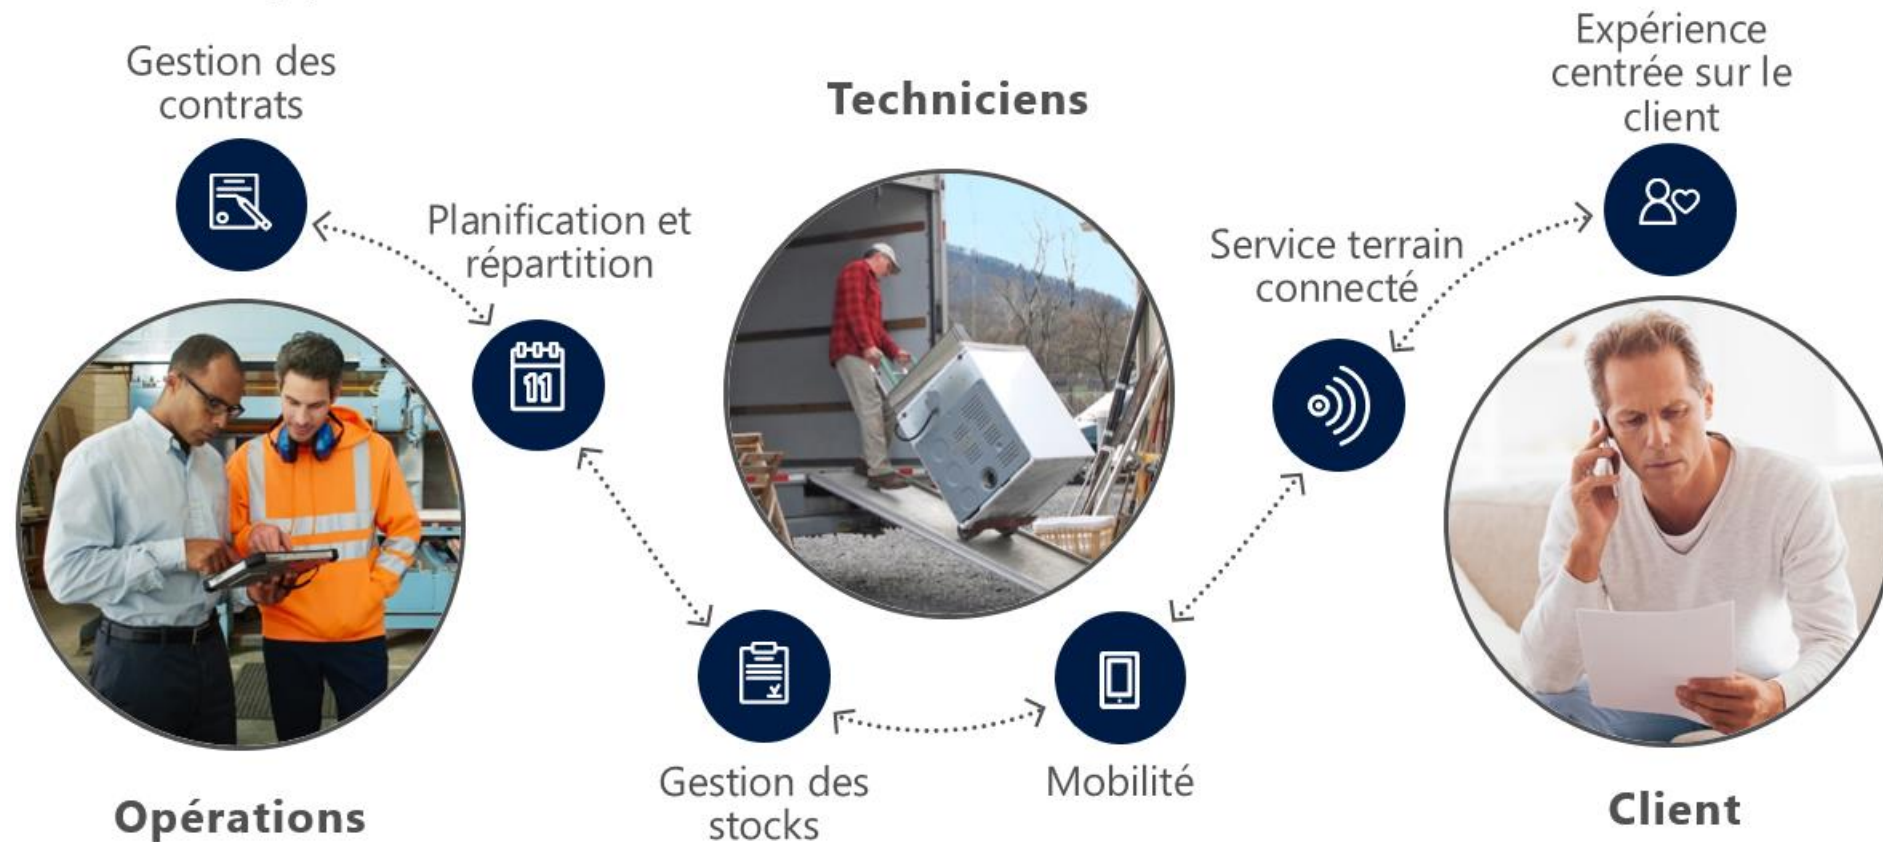 Gestion des
contrats
Planification et
répartition
11
Opérations
Techniciens
Gestion des
stocks
Mobilité
Service terrain
connecté
Expérience
centrée sur le
client
Client